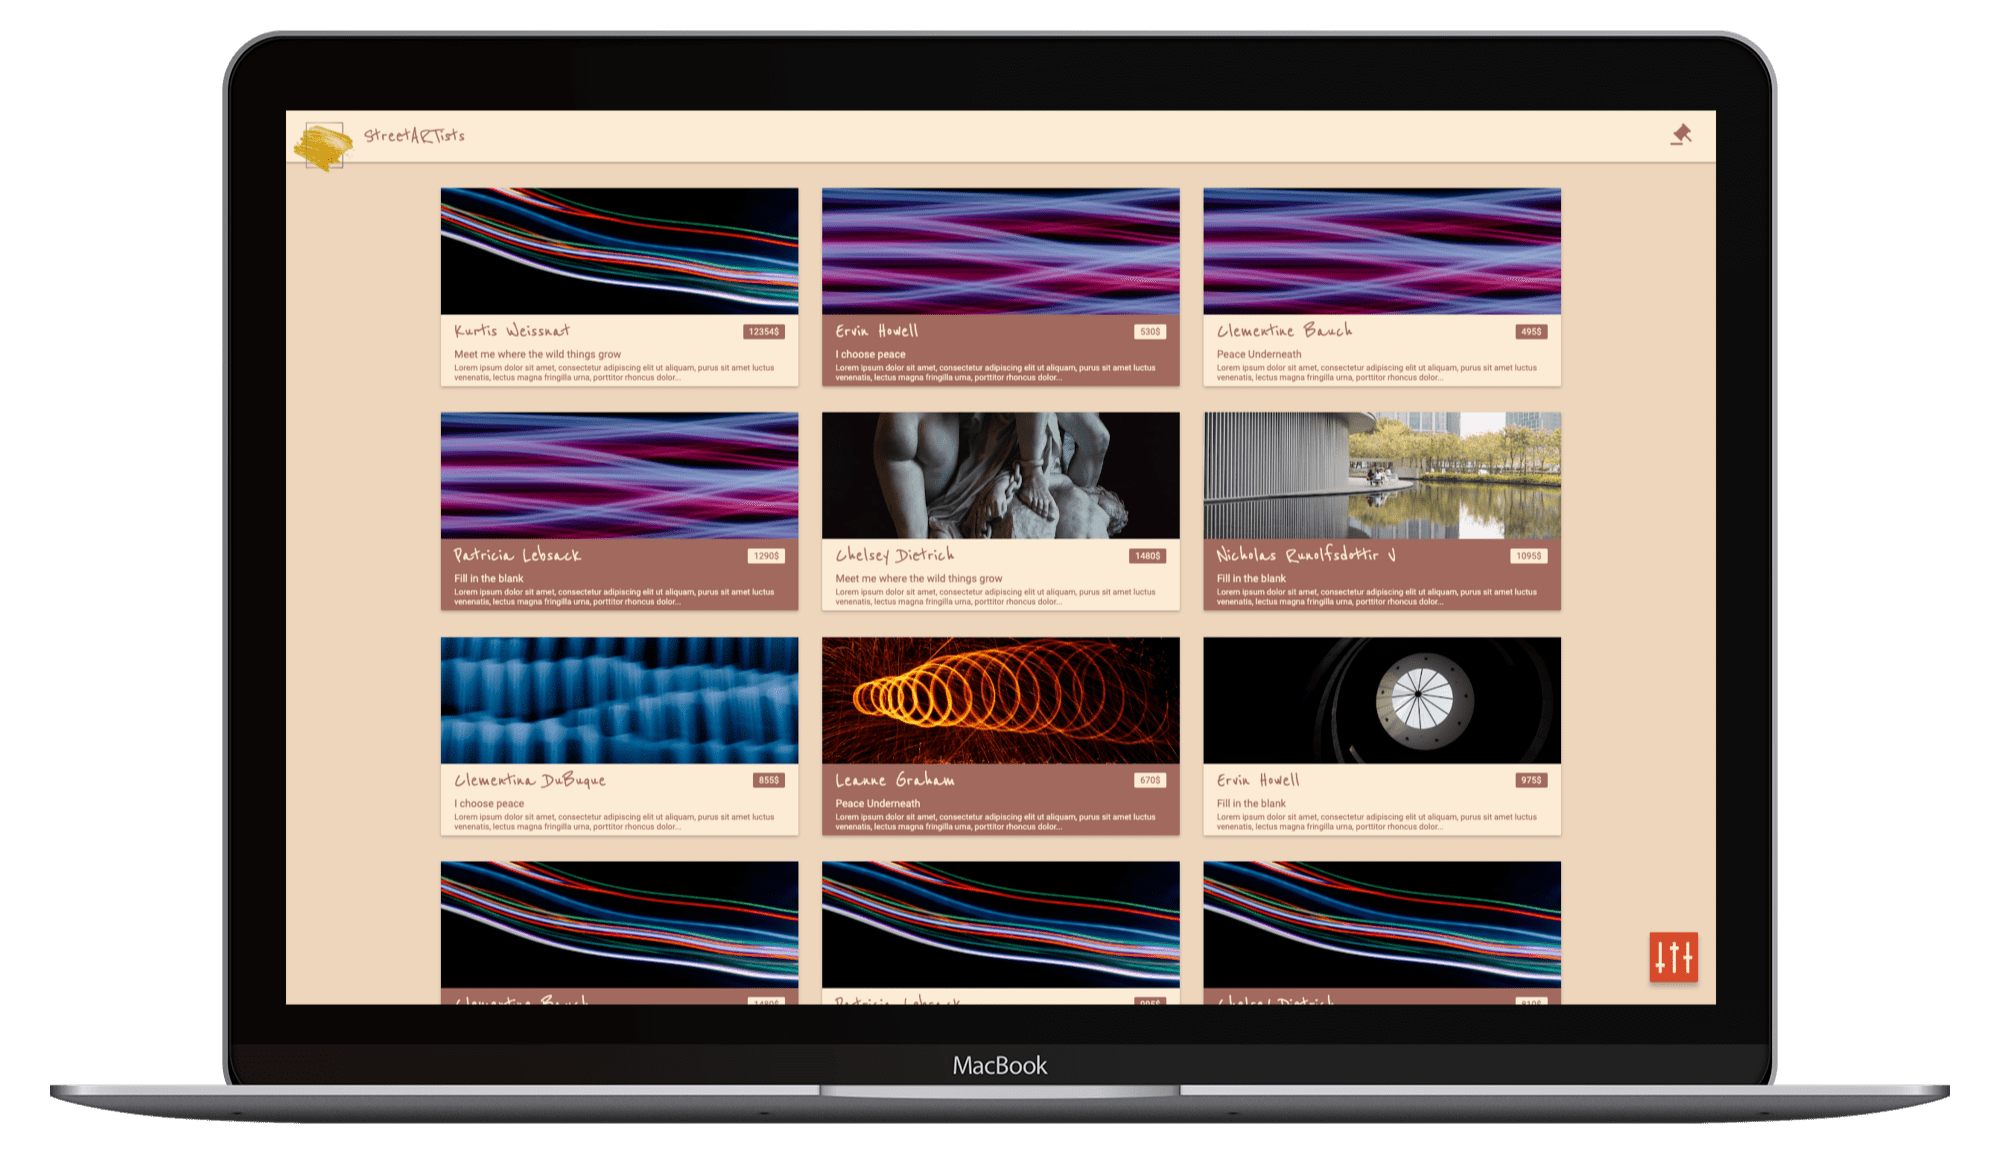 StreetARTists
Kurtis Weissnat 12354$
Meet me where the wild things grow
Lorem ipsum dolor sit amet, consectetur adipiscing elit ut aliquam, purus sit amet luctus
venenatis, lectus magna fringilla urna, porttitor rhoncus dolor...
Ervin Howell 530$
I choose peace
Lorem ipsum dolor sit amet, consectetur adipiscing elit ut aliquam, purus sit amet luctus
venenatis, lectus magna fringilla urna, porttitor rhoncus dolor...
Clementine Bauch 495$
Peace Underneath
Lorem ipsum dolor sit amet, consectetur adipiscing elit ut aliquam, purus sit amet luctus
venenatis, lectus magna fringilla urna, porttitor rhoncus dolor...
Patricia Lebsack 1290$
Fill in the blank
Lorem ipsum dolor sit amet, consectetur adipiscing elit ut aliquam, purus sit amet luctus
venenatis, lectus magna fringilla urna, porttitor rhoncus dolor...
Chelsey Dietrich 1480$
Meet me where the wild things grow
Lorem ipsum dolor sit amet, consectetur adipiscing elit ut aliquam, purus sit amet luctus
venenatis, lectus magna fringilla urna, porttitor rhoncus dolor...
Nicholas Runolfsdottir V 1095$
Fill in the blank
Lorem ipsum dolor sit amet, consectetur adipiscing elit ut aliquam, purus sit amet luctus
venenatis, lectus magna fringilla urna, porttitor rhoncus dolor...
Clementina DuBuque 855$
I choose peace
Lorem ipsum dolor sit amet, consectetur adipiscing elit ut aliquam, purus sit amet luctus
venenatis, lectus magna fringilla urna, porttitor rhoncus dolor...
Leanne Graham 670$
Peace Underneath
Lorem ipsum dolor sit amet, consectetur adipiscing elit ut aliquam, purus sit amet luctus
venenatis, lectus magna fringilla urna, porttitor rhoncus dolor...
Ervin Howell 975$
Fill in the blank
Lorem ipsum dolor sit amet, consectetur adipiscing elit ut aliquam, purus sit amet luctus
venenatis, lectus magna fringilla urna, porttitor rhoncus dolor...
Clementine Bauch
Patricia Lebsack
Chelsey Dietrich
MacBook